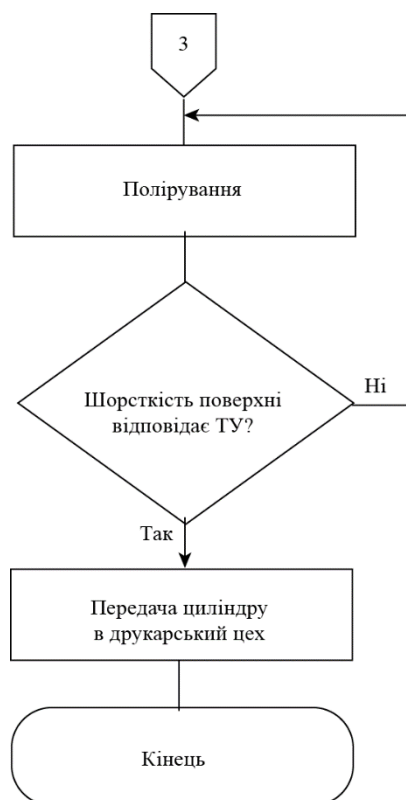 3
Полірування
Шорсткість поверхні
відповідає ТУ?
Ні
Так
Передача циліндру
в друкарський цех
Кінець